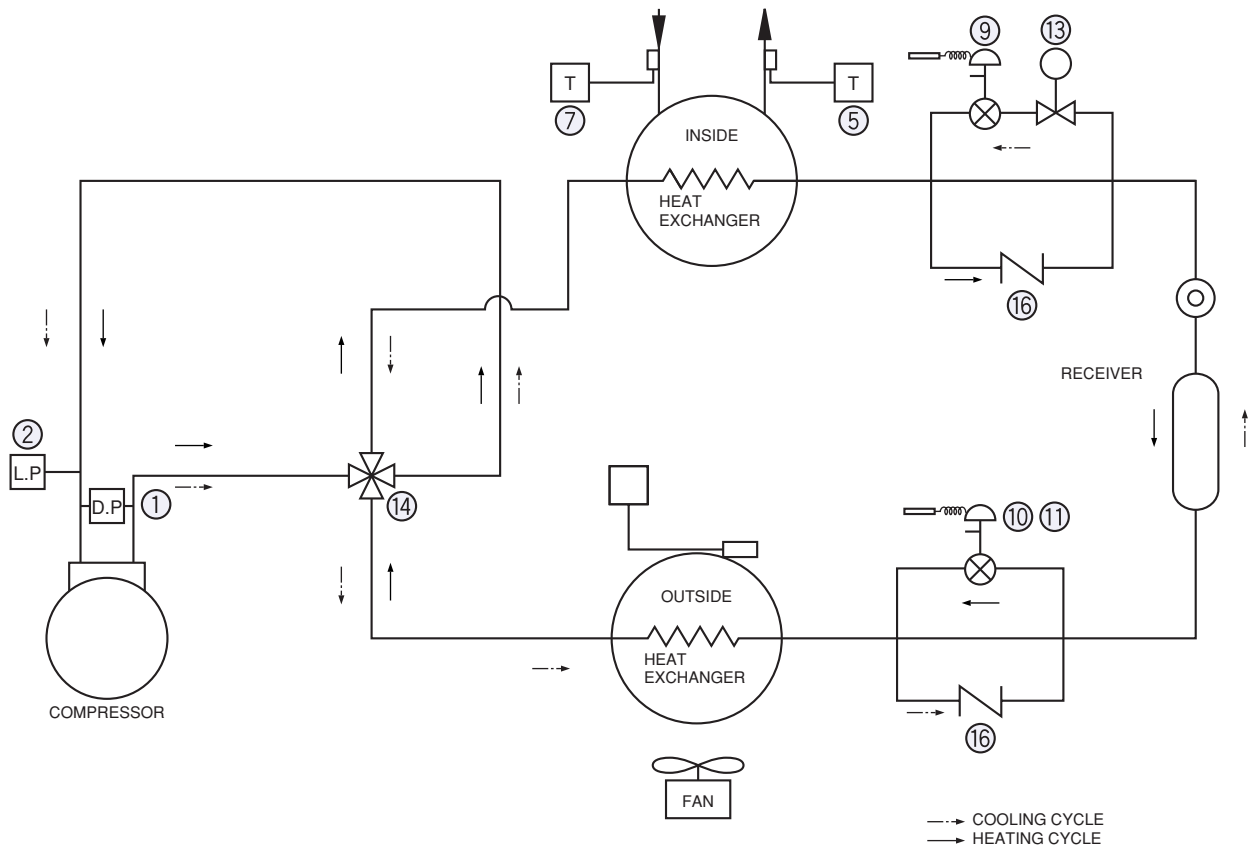 9
13
T
T
7
5
INSIDE
HEAT
EXCHANGER
16
RECEIVER
2
L.P
D.P
1
14
10
11
OUTSIDE
HEAT
EXCHANGER
COMPRESSOR
16
FAN
COOLING CYCLE
HEATING CYCLE